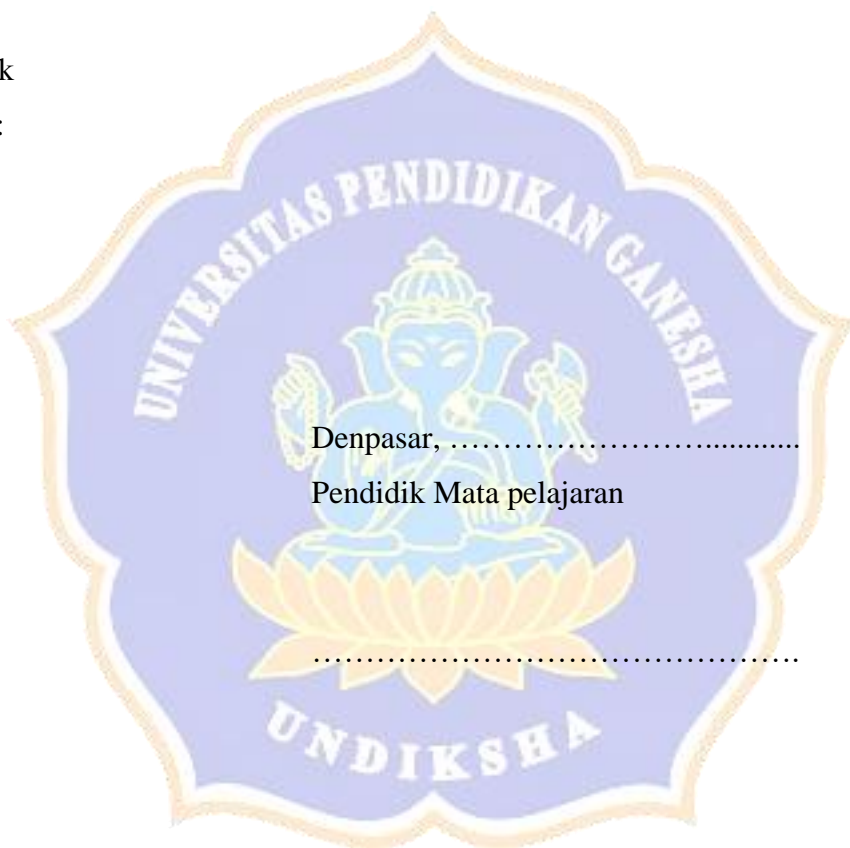 k
:
UNIVERSITAS PENDIDIKAN GANESHA
Denpasar, ……………………............
Pendidik Mata pelajaran
……………………………………….
UNDIKSHA